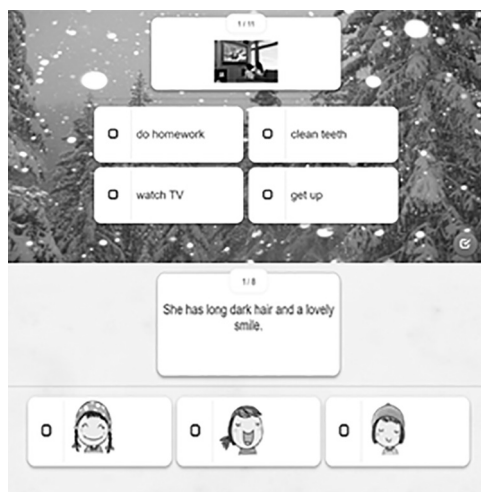 1 / 11
do homework
clean teeth
watch TV
get up
1 / 8
She has long dark hair and a lovely
smile.